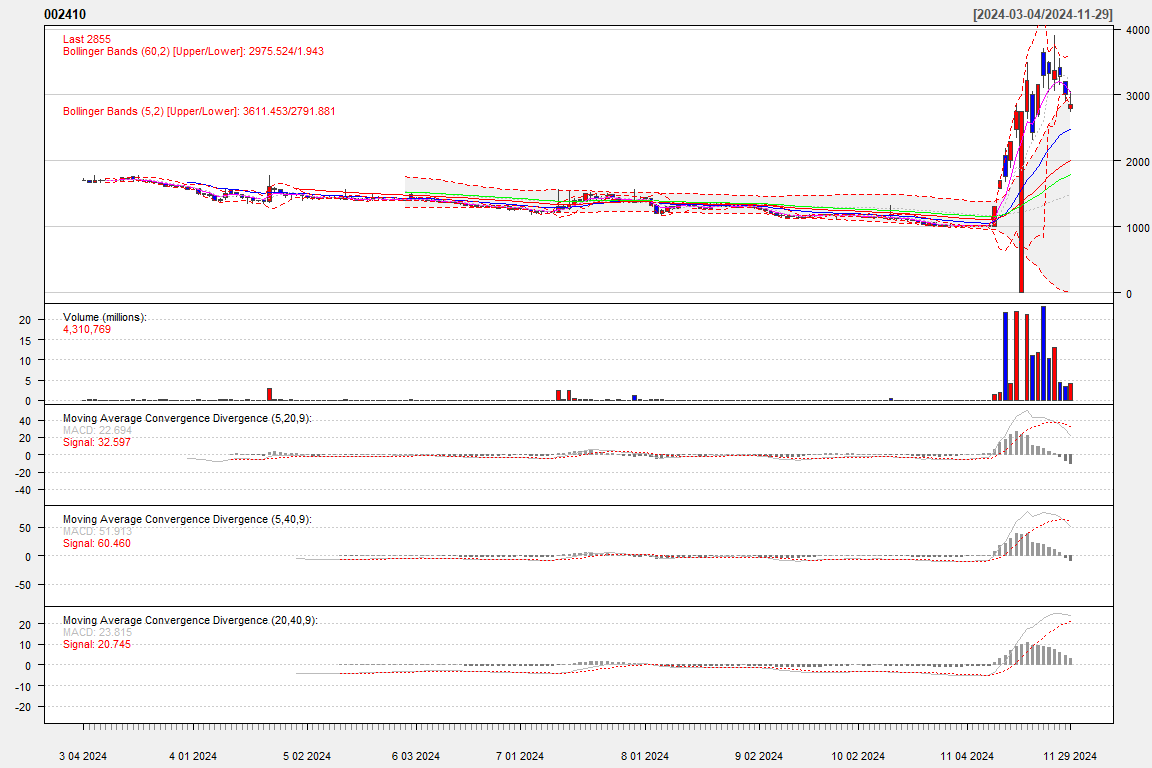 002410
[2024-03-04/2024-11-29]
Last 2855
Bollinger Bands (60,2) [Upper/Lower]: 2975.524/1.943
Bollinger Bands (5,2) [Upper/Lower]: 3611.453/2791.881
4000
3000
2000
1000
0
Volume (millions):
4,310,769
20
15
10
5
0
Moving Average Convergence Divergence (5,20,9):
MACD: 22.694
Signal: 32.597
40
20
0
-20
-40
Moving Average Convergence Divergence (5,40,9):
MACD: 51.913
Signal: 60.460
50
0
-50
Moving Average Convergence Divergence (20,40,9):
MACD: 23.815
Signal: 20.745
20
10
0
-10
-20
3 04 2024
4 01 2024
5 02 2024
6 03 2024
7 01 2024
8 01 2024
9 02 2024
10 02 2024
11 04 2024
11 29 2024